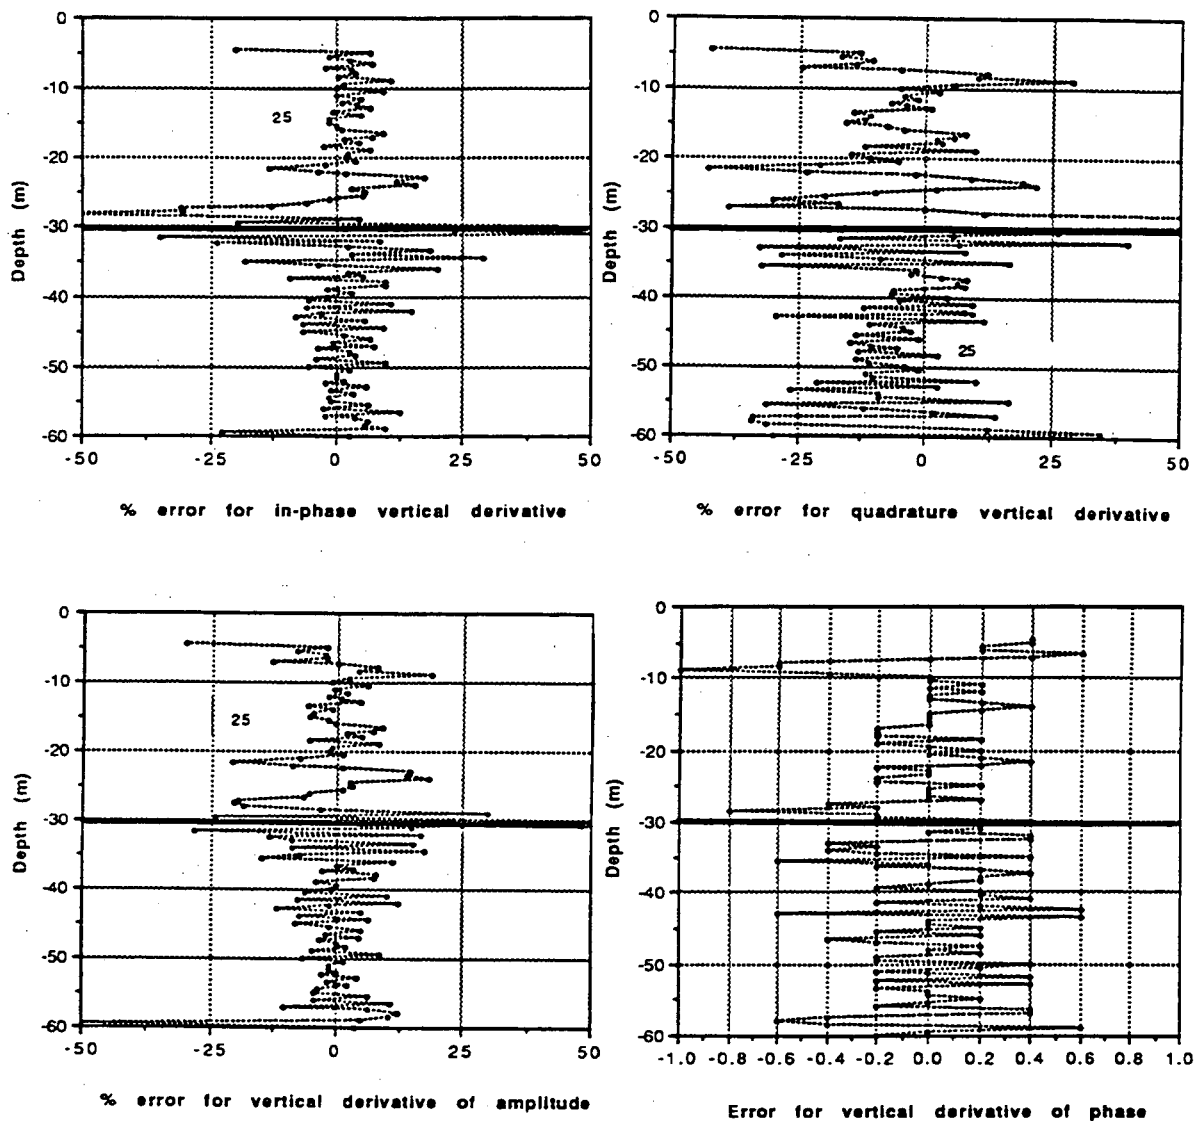 0
-10
-20
-30
-40
-50
-60
Depth (m)
25
-50 -25 0 25 50
% error for in-phase vertical derivative
0
-10
-20
-30
-40
-50
-60
Depth (m)
25
-50 -25 0 25 50
% error for quadrature vertical derivative
0
-10
-20
-30
-40
-50
-60
Depth (m)
25
-50 -25 0 25 50
% error for vertical derivative of amplitude
0
-10
-20
-30
-40
-50
-60
Depth (m)
-1.0 -0.8 -0.6 -0.4 -0.2 0.0 0.2 0.4 0.6 0.8 1.0
Error for vertical derivative of phase